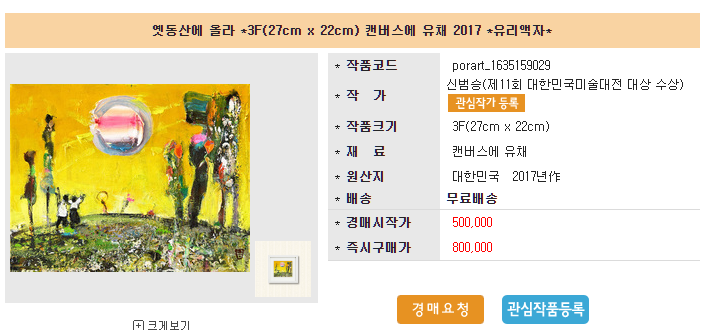 옛동산에 올라 *3F(27cm x 22cm) 캔버스에 유채 2017 *유리액자*
* 작품코드 porart_1635159029
* 작 가 신범승(제11회 대한민국미술대전 대상 수상)
관심작가 등록
* 작품크기 3F(27cm x 22cm)
* 재 료 캔버스에 유채
* 원산지 대한민국 2017년作
* 배송 무료배송
* 경매시작가 500,000
* 즉시구매가 800,000
경매요청 관심작품등록
크게보기